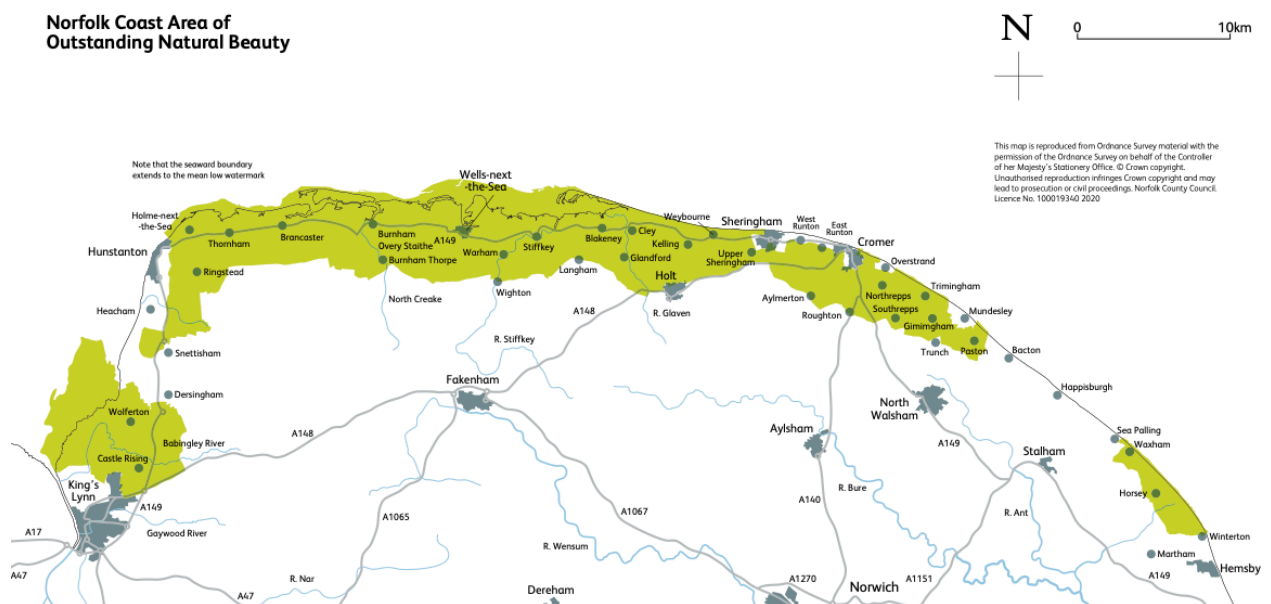 Norfolk Coast Area of
Outstanding Natural Beauty
N
0 10km
This map is reproduced from Ordnance Survey material with the
permission of the Ordnance Survey on behalf of the Controller
of her Majesty's Stationery Office. © Crown copyright.
Unauthorised reproduction infringes Crown copyright and may
lead to prosecution or civil proceedings. Norfolk County Council.
Licence No. 100019340 2020
Note that the seaward boundary
extends to the mean low watermark
Wells-next
-the-Sea
Holme-next
-the-Sea
Hunstanton
Thornham
Brancaster
Burnham
Overy Staithe
A149
Burnham Thorpe
Warham
Stiffkey
Blakeney
Cley
Weybourne
Kelling
Glandford
Langham
Holt
Sheringham
Upper
Sheringham
West
Runton
East
Runton
Cromer
Overstrand
Ringstead
Heacham
North Creake
Wighton
A148
R. Glaven
Aylmerton
Roughton
Northrepps
Southrepps
Trimingham
Gimimgham
Mundesley
Trunch
Paston
Bacton
Snettisham
R. Stiffkey
Dersingham
Fakenham
Happisburgh
Wolferton
Babingley River
A148
North
Walsham
Castle Rising
Aylsham
A149
Sea Palling
Waxham
Stalham
King's
Lynn
A149
A17
Gaywood River
A1065
A1067
A140
R. Bure
R. Ant
Horsey
Winterton
R. Wensum
Martham
Hemsby
A47
R. Nar
A47
Dereham
A1270
Norwich
A1151
A149